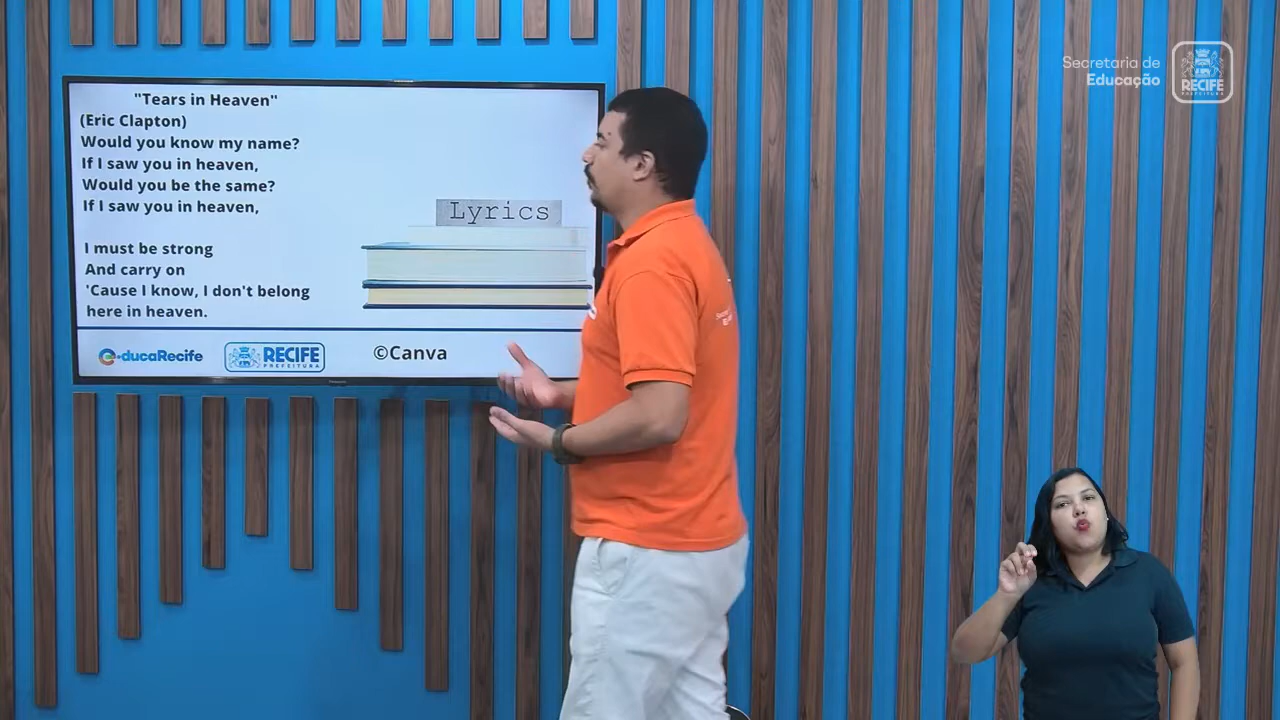 Secretaria de
Educação
RECIFE
PREFEITURA
"Tears in Heaven"
(Eric Clapton)
Would you know my name?
If I saw you in heaven,
Would you be the same?
If I saw you in heaven,
I must be strong
And carry on
'Cause I know, I don't belong
here in heaven.
Lyrics
e·ducaRecife
RECIFE
PREFEITURA
©Canva